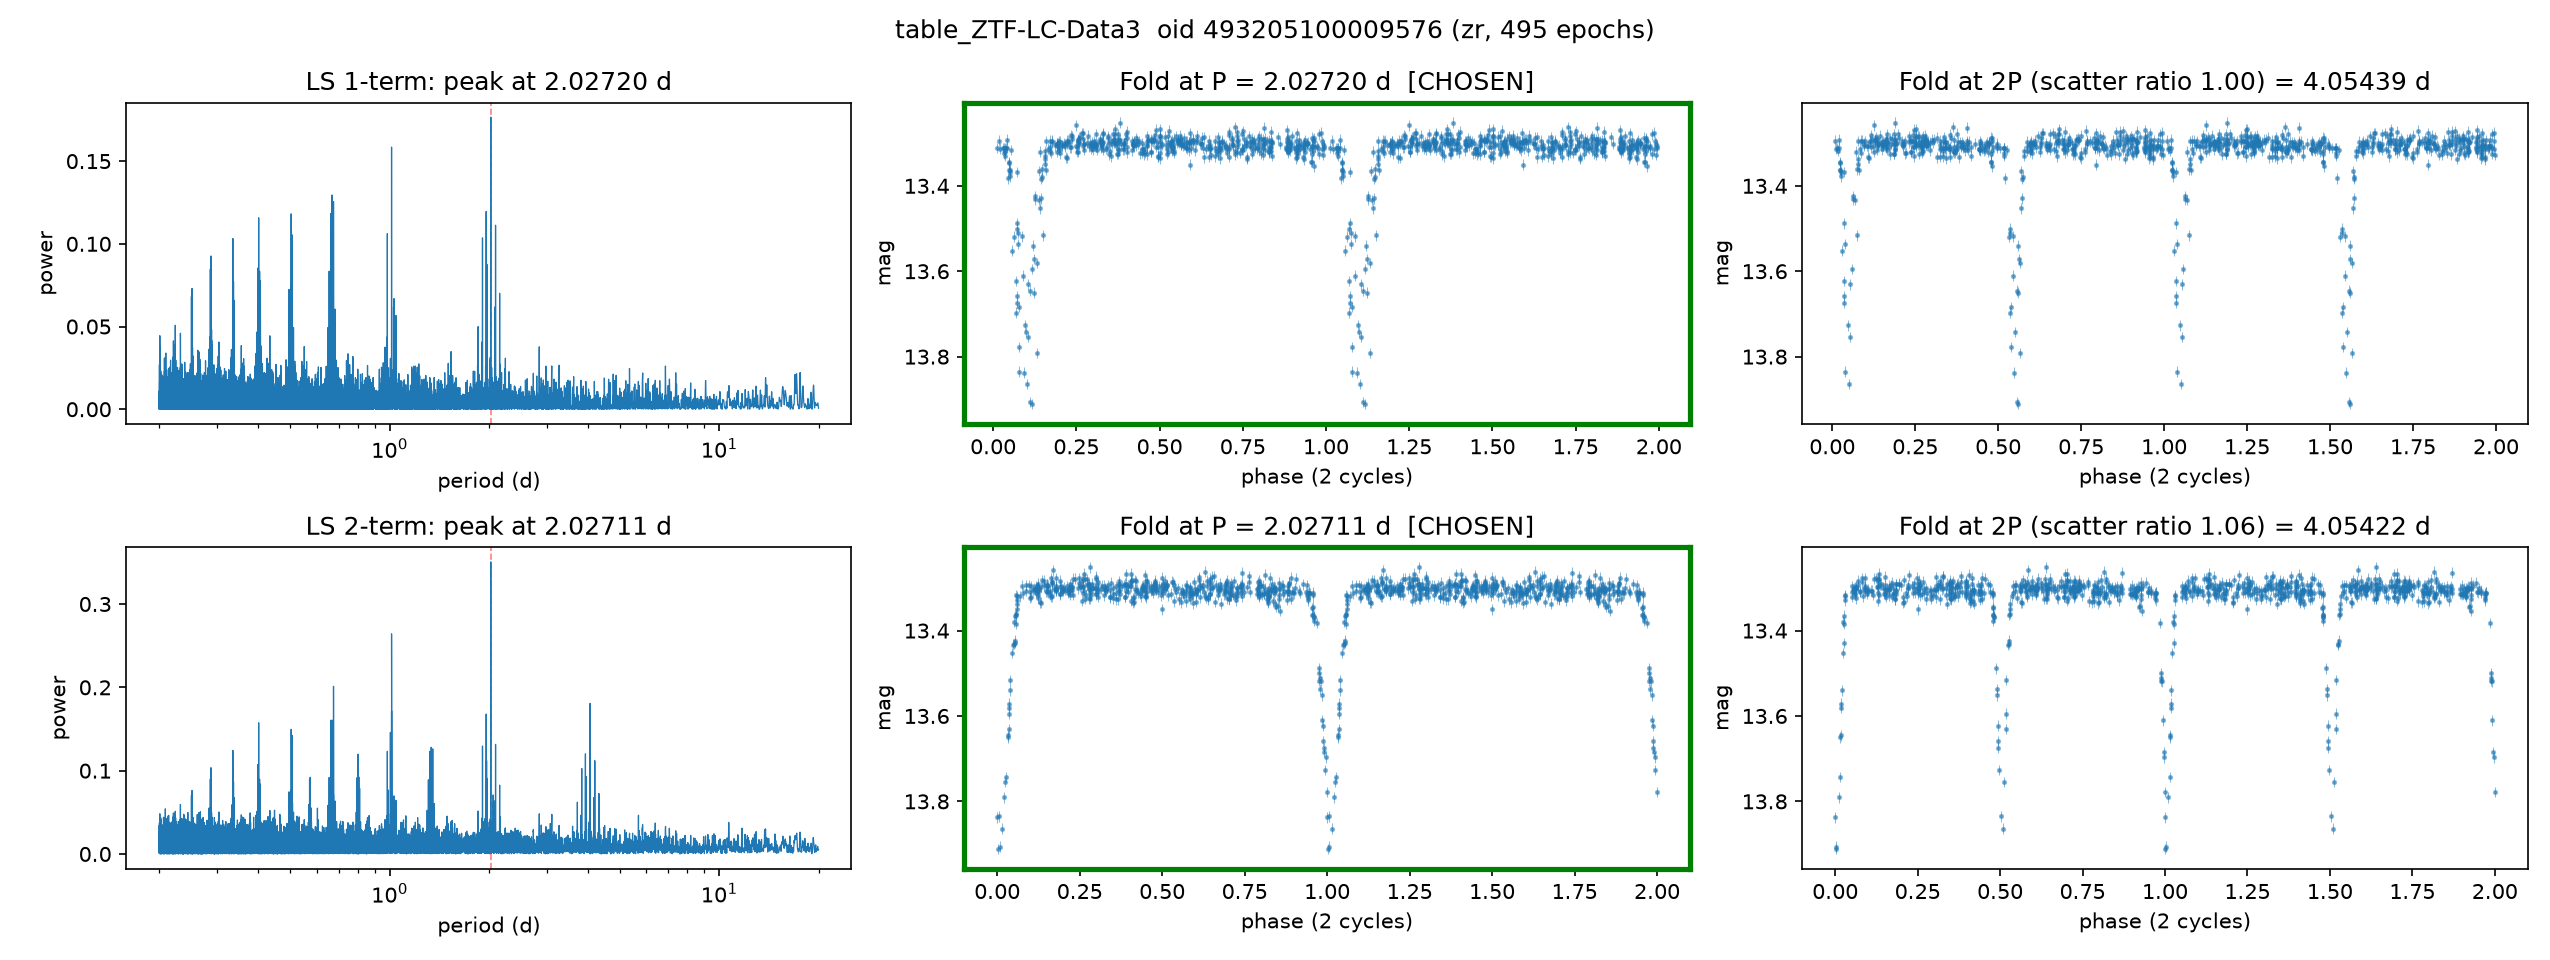 table_ZTF-LC-Data3  oid 493205100009576 (zr, 495 epochs)
LS 1-term: peak at 2.02720 d
0.15
0.10
0.05
0.00
power
10⁰
10¹
period (d)
Fold at P = 2.02720 d  [CHOSEN]
13.4
13.6
13.8
mag
0.00 0.25 0.50 0.75 1.00 1.25 1.50 1.75 2.00
phase (2 cycles)
Fold at 2P (scatter ratio 1.00) = 4.05439 d
13.4
13.6
13.8
mag
0.00 0.25 0.50 0.75 1.00 1.25 1.50 1.75 2.00
phase (2 cycles)
LS 2-term: peak at 2.02711 d
0.3
0.2
0.1
0.0
power
10⁰
10¹
period (d)
Fold at P = 2.02711 d  [CHOSEN]
13.4
13.6
13.8
mag
0.00 0.25 0.50 0.75 1.00 1.25 1.50 1.75 2.00
phase (2 cycles)
Fold at 2P (scatter ratio 1.06) = 4.05422 d
13.4
13.6
13.8
mag
0.00 0.25 0.50 0.75 1.00 1.25 1.50 1.75 2.00
phase (2 cycles)